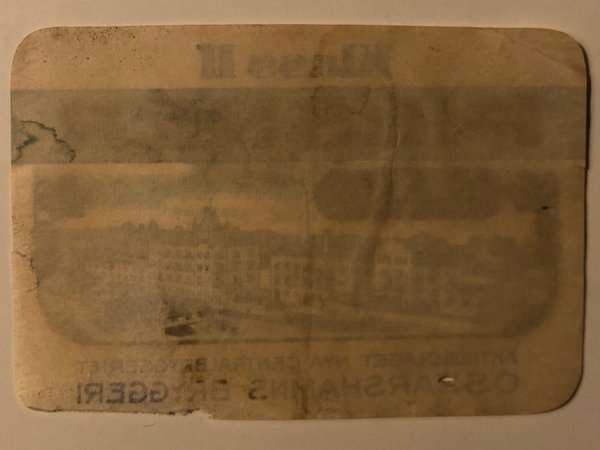 Klass II
AKTIEBOLAGET NYA CENTRALBRYGGERIET
OSCARSHAMNS BRYGGERI